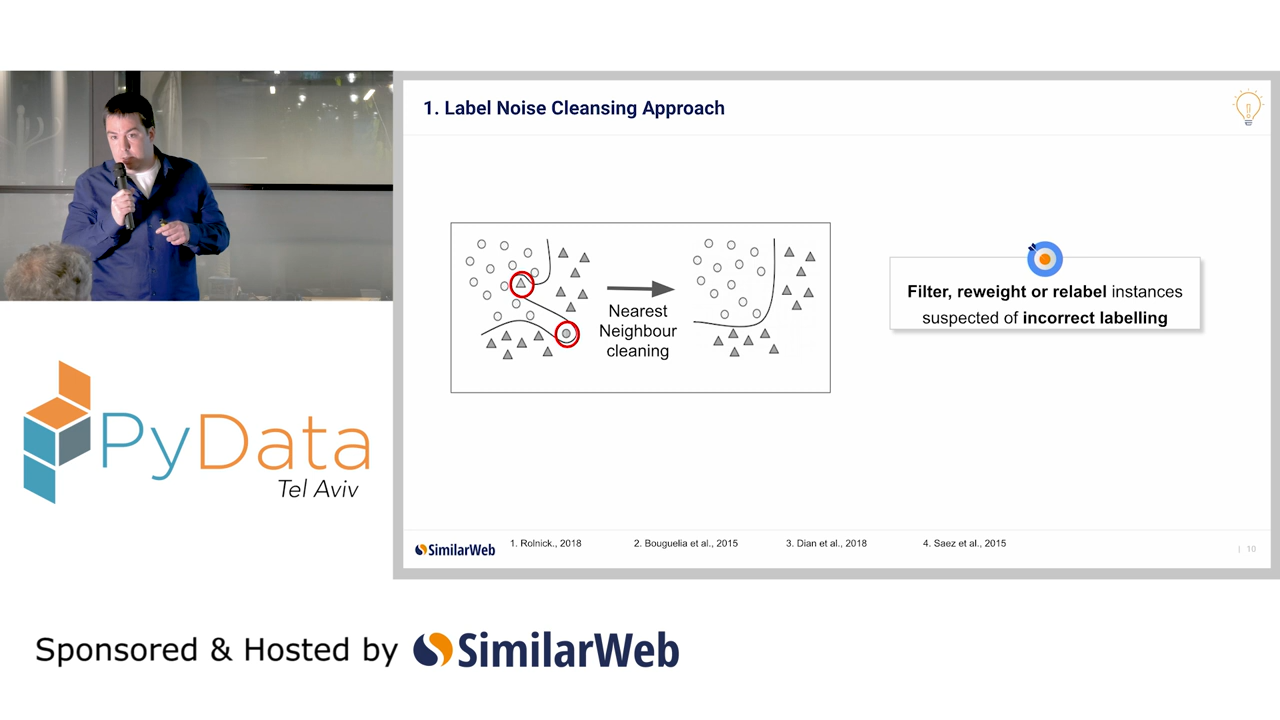 1. Label Noise Cleansing Approach
Nearest
Neighbour
cleaning
Filter, reweight or relabel instances
suspected of incorrect labelling
SimilarWeb
1. Rolnick., 2018
2. Bouguelia et al., 2015
3. Dian et al., 2018
4. Saez et al., 2015
| 10
PyData
Tel Aviv
Sponsored & Hosted by SimilarWeb